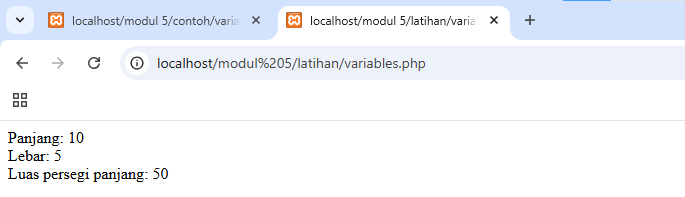 localhost/modul 5/contoh/varia
localhost/modul 5/latihan/varia
localhost/modul%205/latihan/variables.php
Panjang: 10
Lebar: 5
Luas persegi panjang: 50